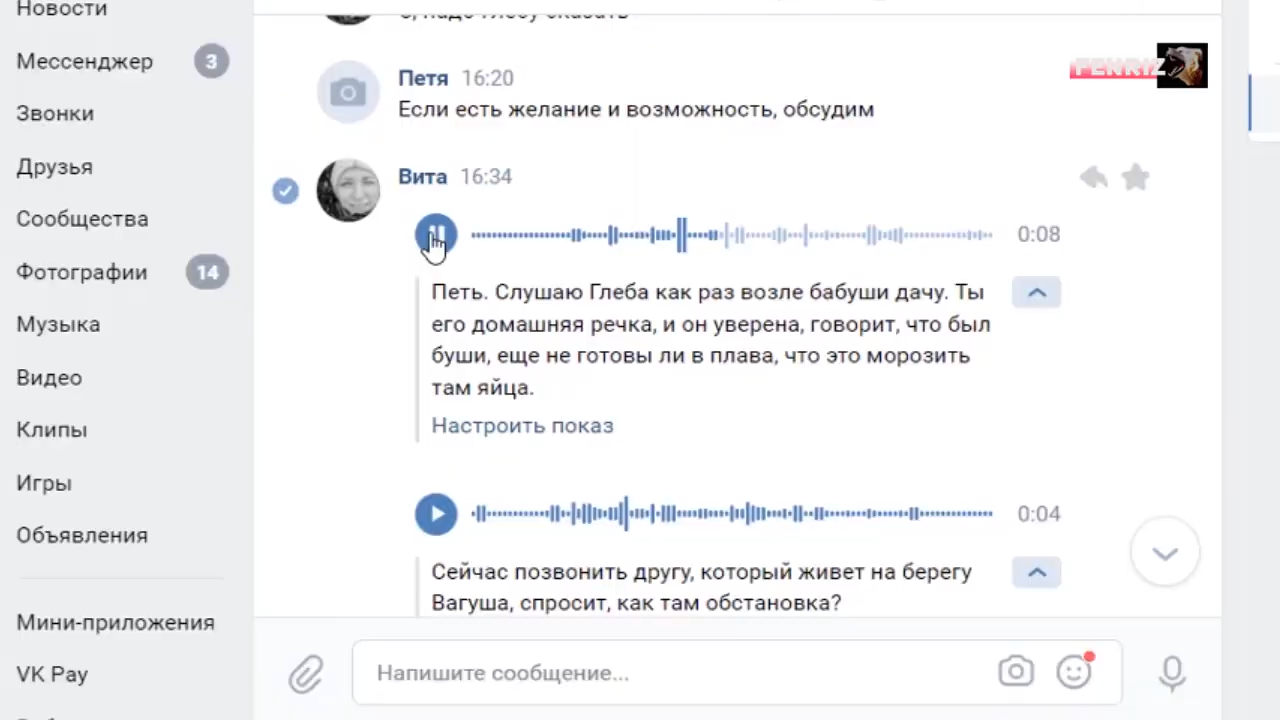 Новости
Мессенджер 3
Звонки
Друзья
Сообщества
Фотографии 14
Музыка
Видео
Клипы
Игры
Объявления
Мини-приложения
VK Pay
FENRIZ
Петя 16:20
Если есть желание и возможность, обсудим
Вита 16:34
0:08
Петь. Слушаю Глеба как раз возле бабуши дачу. Ты
его домашняя речка, и он уверена, говорит, что был
буши, еще не готовы ли в плава, что это морозить
там яйца.
Настроить показ
0:04
Сейчас позвонить другу, который живет на берегу
Вагуша, спросит, как там обстановка?
Напишите сообщение...